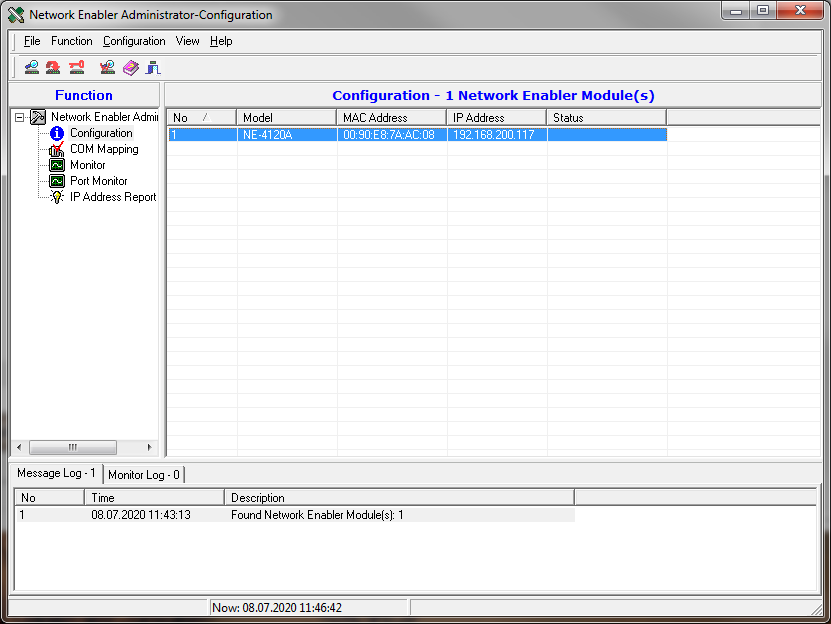 Network Enabler Administrator-Configuration
File Function Configuration View Help
Function
Configuration - 1 Network Enabler Module(s)
Network Enabler Admi
Configuration
COM Mapping
Monitor
Port Monitor
IP Address Report
No Model MAC Address IP Address Status
1 NE-4120A 00:90:E8:7A:AC:08 192.168.200.117
Message Log - 1 Monitor Log - 0
No Time Description
1 08.07.2020 11:43:13 Found Network Enabler Module(s): 1
Now: 08.07.2020 11:46:42